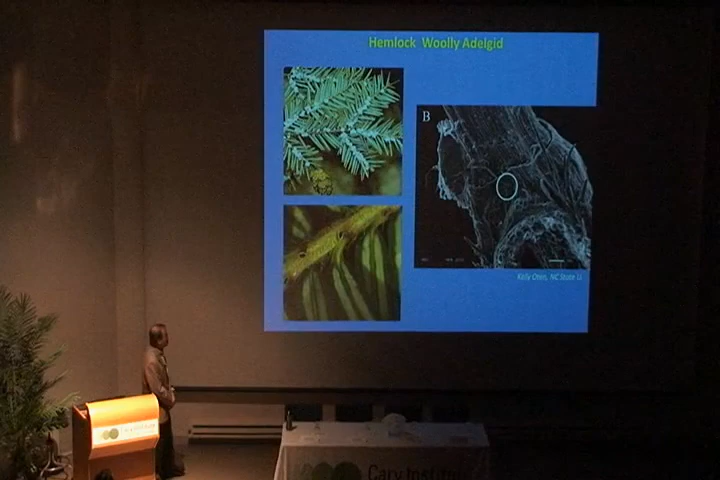 Hemlock Woolly Adelgid
B
Kelly Oten, NC State U.
Cary Institute